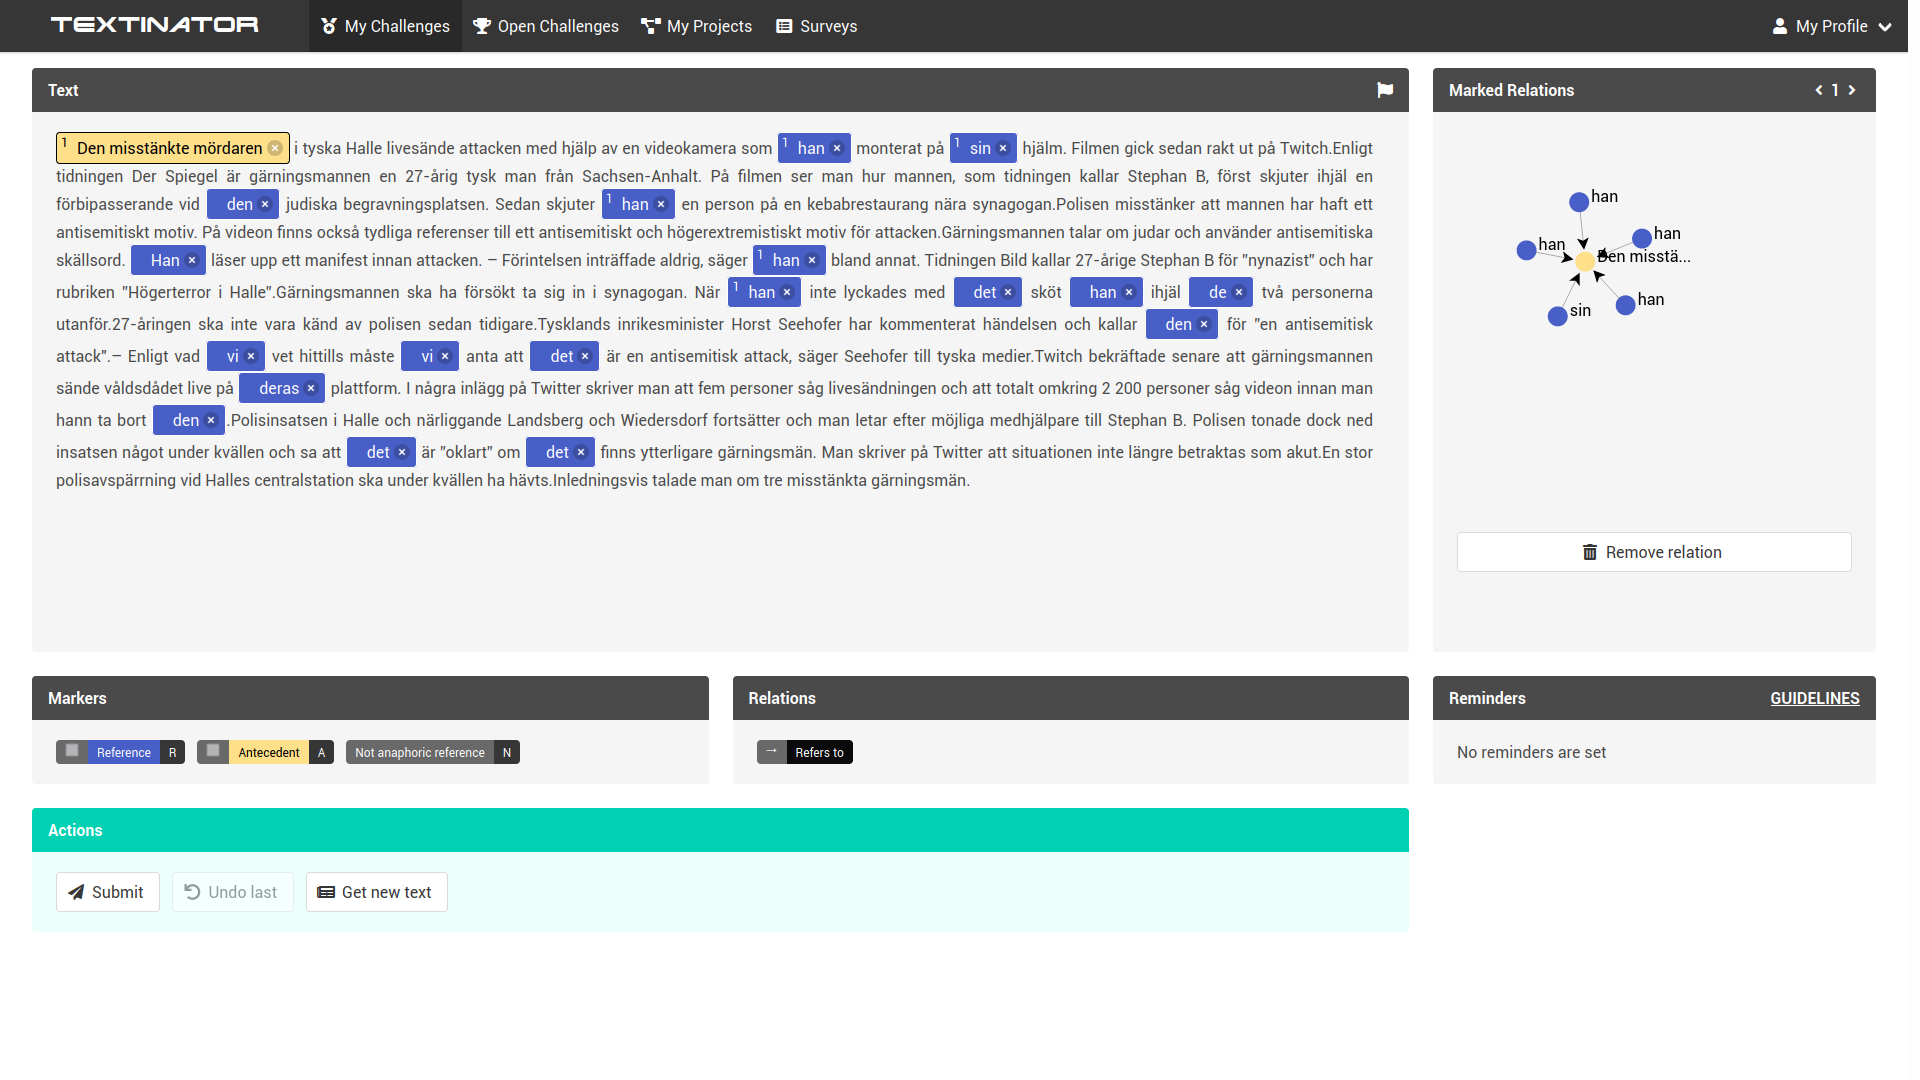 TEXTINATOR My Challenges Open Challenges My Projects Surveys My Profile
Text
1 Den misstänkte mördaren i tyska Halle livesände attacken med hjälp av en videokamera som 1 han monterat på 1 sin hjälm. Filmen gick sedan rakt ut på Twitch.Enligt
tidningen Der Spiegel är gärningsmannen en 27-årig tysk man från Sachsen-Anhalt. På filmen ser man hur mannen, som tidningen kallar Stephan B, först skjuter ihjäl en
förbipasserande vid den judiska begravningsplatsen. Sedan skjuter 1 han en person på en kebabrestaurang nära synagogan.Polisen misstänker att mannen har haft ett
antisemitiskt motiv. På videon finns också tydliga referenser till ett antisemitiskt och högerextremistiskt motiv för attacken.Gärningsmannen talar om judar och använder antisemitiska
skällsord. Han läser upp ett manifest innan attacken. – Förintelsen inträffade aldrig, säger 1 han bland annat. Tidningen Bild kallar 27-årige Stephan B för "nynazist" och har
rubriken "Högerterror i Halle".Gärningsmannen ska ha försökt ta sig in i synagogan. När 1 han inte lyckades med det sköt han ihjäl de två personerna
utanför.27-åringen ska inte vara känd av polisen sedan tidigare.Tysklands inrikesminister Horst Seehofer har kommenterat händelsen och kallar den för "en antisemitisk
attack".– Enligt vad vi vet hittills måste vi anta att det är en antisemitisk attack, säger Seehofer till tyska medier.Twitch bekräftade senare att gärningsmannen
sände våldsdådet live på deras plattform. I några inlägg på Twitter skriver man att fem personer såg livesändningen och att totalt omkring 2 200 personer såg videon innan man
hann ta bort den .Polisinsatsen i Halle och närliggande Landsberg och Wiedersdorf fortsätter och man letar efter möjliga medhjälpare till Stephan B. Polisen tonade dock ned
insatsen något under kvällen och sa att det är "oklart" om det finns ytterligare gärningsmän. Man skriver på Twitter att situationen inte längre betraktas som akut.En stor
polisavspärrning vid Halles centralstation ska under kvällen ha hävts.Inledningsvis talade man om tre misstänkta gärningsmän.
Marked Relations 1
han
han
han
Den misstä...
han
sin
Remove relation
Markers
Reference R Antecedent A Not anaphoric reference N
Relations
→ Refers to
Reminders GUIDELINES
No reminders are set
Actions
Submit Undo last Get new text